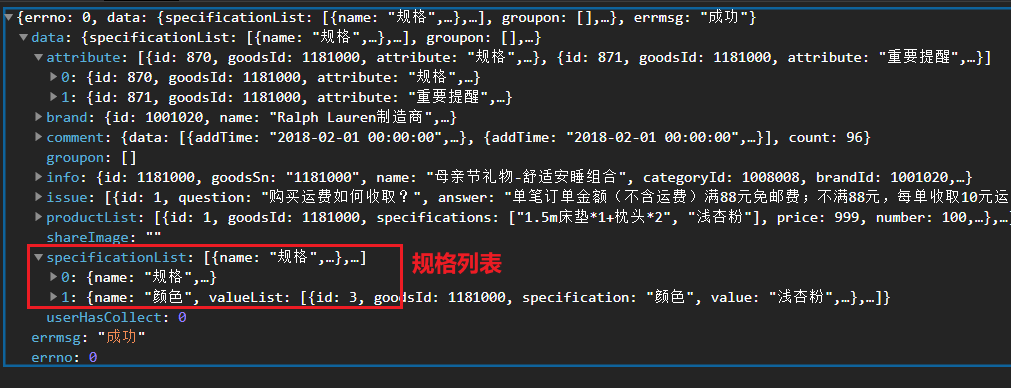 {errno: 0, data: {specificationList: [{name: "规格",…},…], groupon: [],…}, errmsg: "成功"}
data: {specificationList: [{name: "规格",…},…], groupon: [],…}
attribute: [{id: 870, goodsId: 1181000, attribute: "规格",…}, {id: 871, goodsId: 1181000, attribute: "重要提醒",…}]
0: {id: 870, goodsId: 1181000, attribute: "规格",…}
1: {id: 871, goodsId: 1181000, attribute: "重要提醒",…}
brand: {id: 1001020, name: "Ralph Lauren制造商",…}
comment: {data: [{addTime: "2018-02-01 00:00:00",…}, {addTime: "2018-02-01 00:00:00",…}], count: 96}
groupon: []
info: {id: 1181000, goodsSn: "1181000", name: "母亲节礼物-舒适安睡组合", categoryId: 1008008, brandId: 1001020,…}
issue: [{id: 1, question: "购买运费如何收取？", answer: "单笔订单金额（不含运费）满88元免邮费；不满88元，每单收取10元运
productList: [{id: 1, goodsId: 1181000, specifications: ["1.5m床垫*1+枕头*2", "浅杏粉"], price: 999, number: 100,…},…
shareImage: ""
specificationList: [{name: "规格",…},…]
规格列表
0: {name: "规格",…}
1: {name: "颜色", valueList: [{id: 3, goodsId: 1181000, specification: "颜色", value: "浅杏粉",…},…]}
userHasCollect: 0
errmsg: "成功"
errno: 0